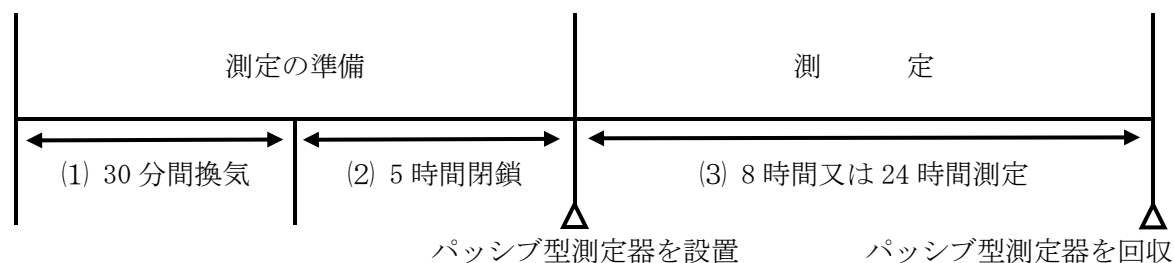 測定の準備 測 定
⑴ 30 分間換気 ⑵ 5 時間閉鎖 ⑶ 8 時間又は 24 時間測定
パッシブ型測定器を設置 パッシブ型測定器を回収